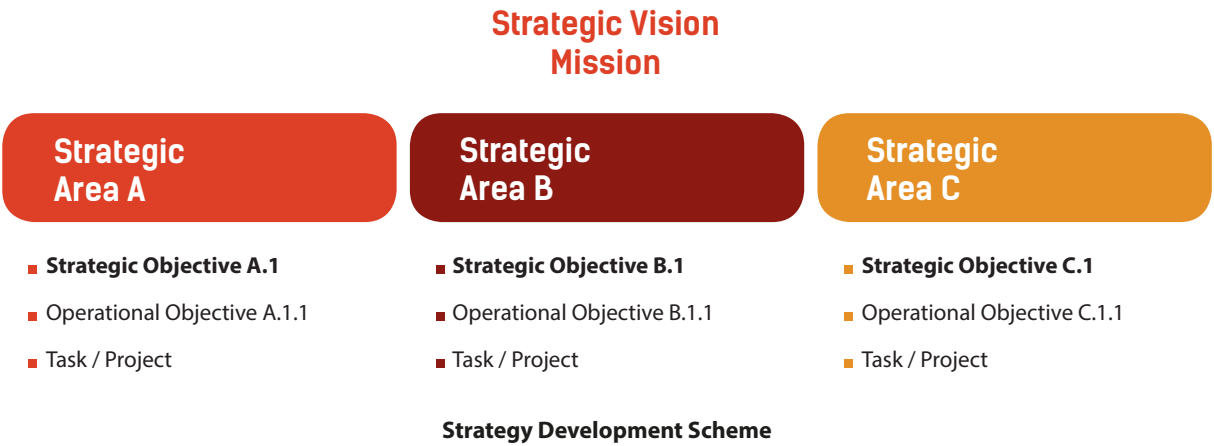 Strategic Vision
Mission
Strategic
Area A
Strategic Objective A.1
Operational Objective A.1.1
Task / Project
Strategic
Area B
Strategic Objective B.1
Operational Objective B.1.1
Task / Project
Strategic
Area C
Strategic Objective C.1
Operational Objective C.1.1
Task / Project
Strategy Development Scheme